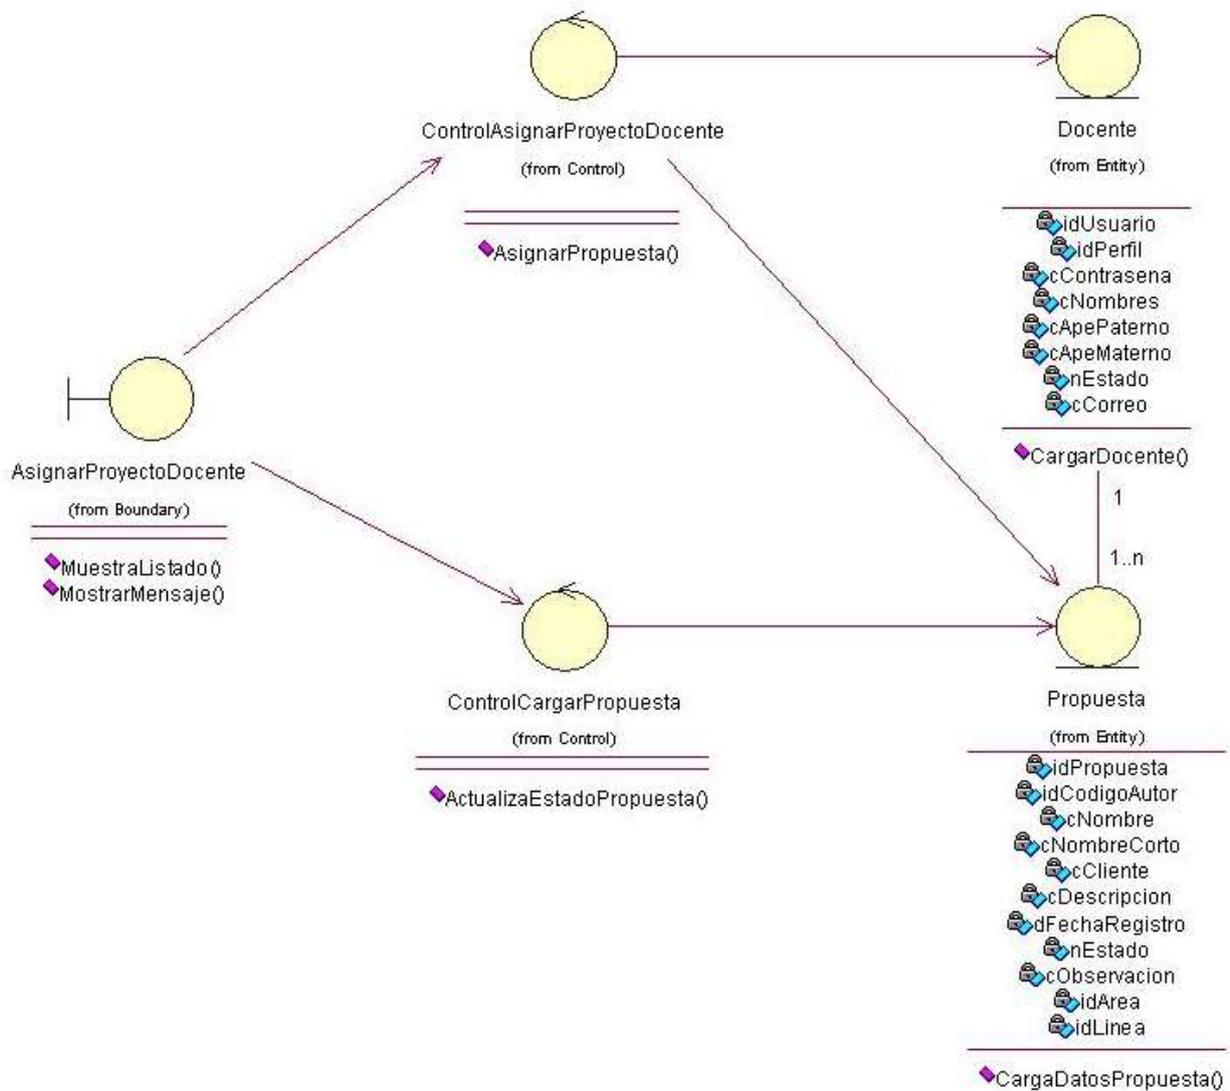 ControlAsignarProyectoDocente
(from Control)
AsignarPropuesta()
Docente
(from Entity)
idUsuario
idPerfil
cContrasena
cNombres
cApePaterno
cApeMaterno
nEstado
cCorreo
CargarDocente()
1
1..n
AsignarProyectoDocente
(from Boundary)
MuestraListado()
MostrarMensaje()
ControlCargarPropuesta
(from Control)
ActualizaEstadoPropuesta()
Propuesta
(from Entity)
idPropuesta
idCodigoAutor
cNombre
cNombreCorto
cCliente
cDescripcion
dFechaRegistro
nEstado
cObservacion
idArea
idLinea
CargaDatosPropuesta()